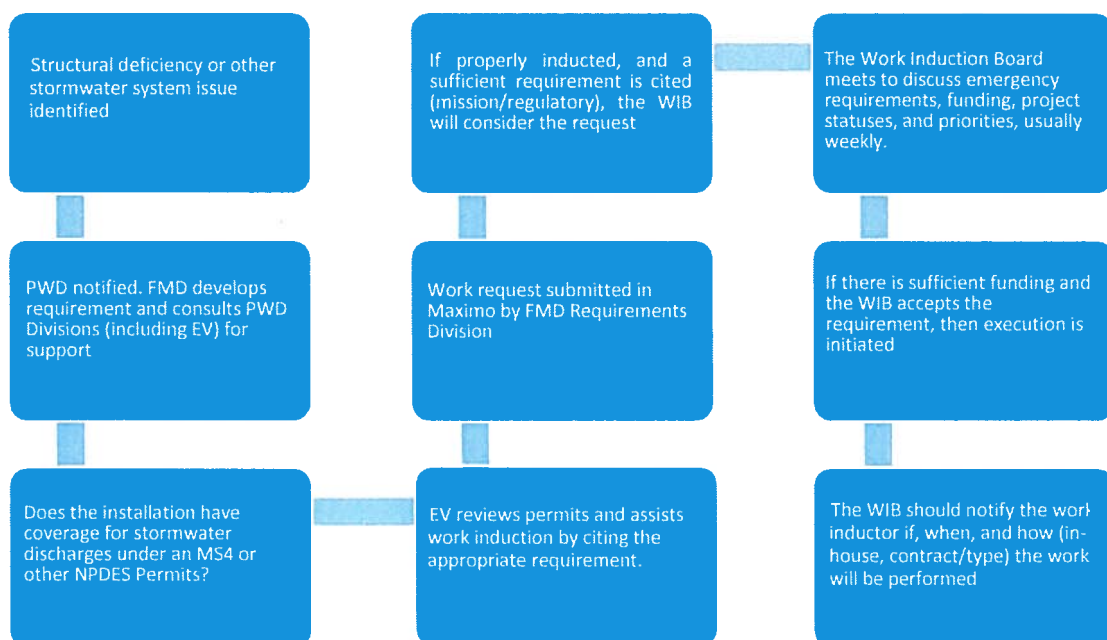 Structural deficiency or other
stormwater system issue
identified
PWD notified. FMD develops
requirement and consults PWD
Divisions (including EV) for
support
Does the installation have
coverage for stormwater
discharges under an MS4 or
other NPDES Permits?
EV reviews permits and assists
work induction by citing the
appropriate requirement.
Work request submitted in
Maximo by FMD Requirements
Division
If properly inducted, and a
sufficient requirement is cited
(mission/regulatory), the WIB
will consider the request
The Work Induction Board
meets to discuss emergency
requirements, funding, project
statuses, and priorities, usually
weekly.
If there is sufficient funding and
the WIB accepts the
requirement, then execution is
initiated
The WIB should notify the work
inductor if, when, and how (in-
house, contract/type) the work
will be performed